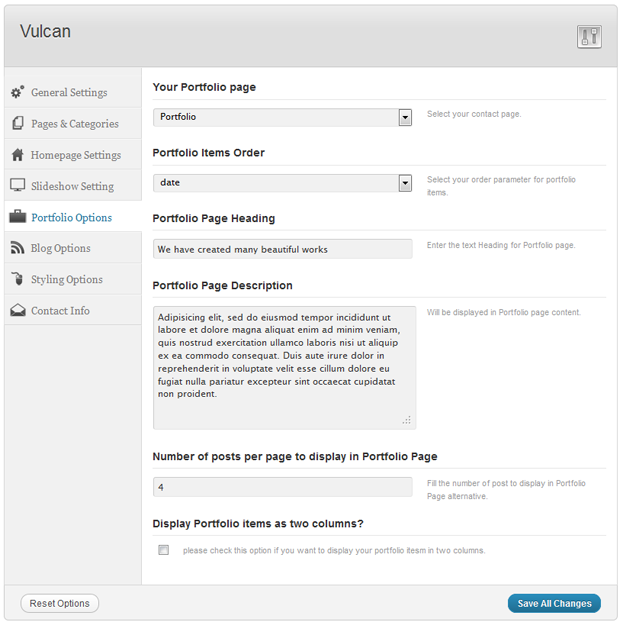 Vulcan
General Settings
Pages & Categories
Homepage Settings
Slideshow Setting
Portfolio Options
Blog Options
Styling Options
Contact Info
Your Portfolio page
Portfolio
Select your contact page.
Portfolio Items Order
date
Select your order parameter for portfolio
items.
Portfolio Page Heading
We have created many beautiful works
Enter the text Heading for Portfolio page.
Portfolio Page Description
Adipisicing elit, sed do eiusmod tempor incididunt ut
labore et dolore magna aliquat enim ad minim veniam,
quis nostrud exercitation ullamco laboris nisi ut aliquip
ex ea commodo consequat. Duis aute irure dolor in
reprehenderit in voluptate velit esse cillum dolore eu
fugiat nulla pariatur excepteur sint occaecat cupidatat
non proident.
Will be displayed in Portfolio page content.
Number of posts per page to display in Portfolio Page
4
Fill the number of post to display in Portfolio
Page alternative.
Display Portfolio items as two columns?
please check this option if you want to display your portfolio itesm in two columns.
Reset Options
Save All Changes